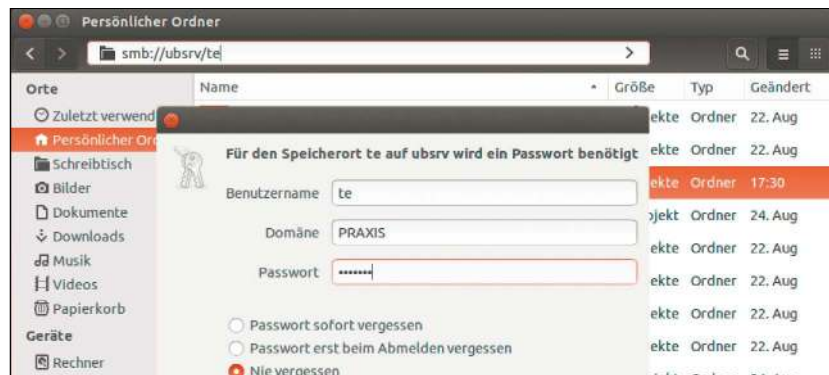 Persönlicher Ordner
smb://ubsrv/te
Orte
Name Größe Typ Geändert
Zuletzt verwend
Persönlicher Ord
Schreibtisch
Bilder
Dokumente
Downloads
Musik
Videos
Papierkorb
Geräte
Rechner
ekte Ordner 22. Aug
ekte Ordner 22. Aug
ekte Ordner 17:30
ojekt Ordner 24. Aug
ekte Ordner 22. Aug
ekte Ordner 22. Aug
ekte Ordner 22. Aug
ekte Ordner 22. Aug
Für den Speicherort te auf ubsrv wird ein Passwort benötigt
Benutzername te
Domäne PRAXIS
Passwort •••••••
Passwort sofort vergessen
Passwort erst beim Abmelden vergessen
Nie vergessen